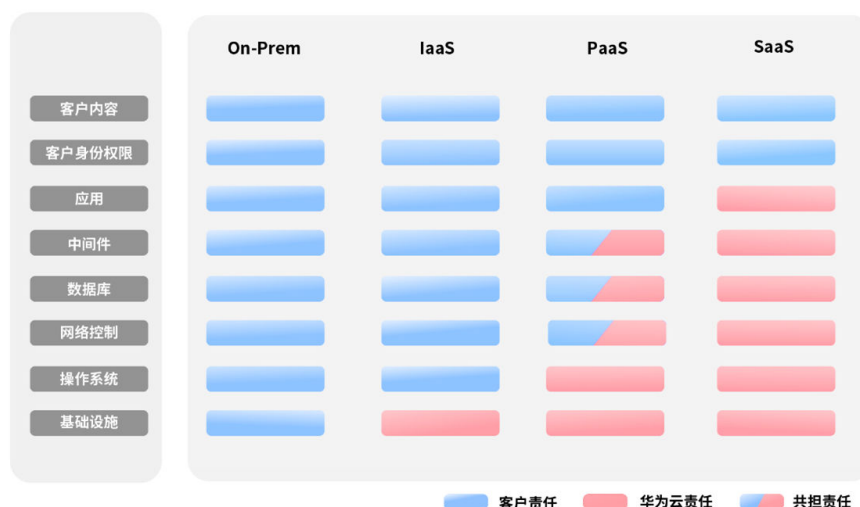 On-Prem IaaS PaaS SaaS
客户内容
客户身份权限
应用
中间件
数据库
网络控制
操作系统
基础设施
客户责任 华为云责任 共担责任